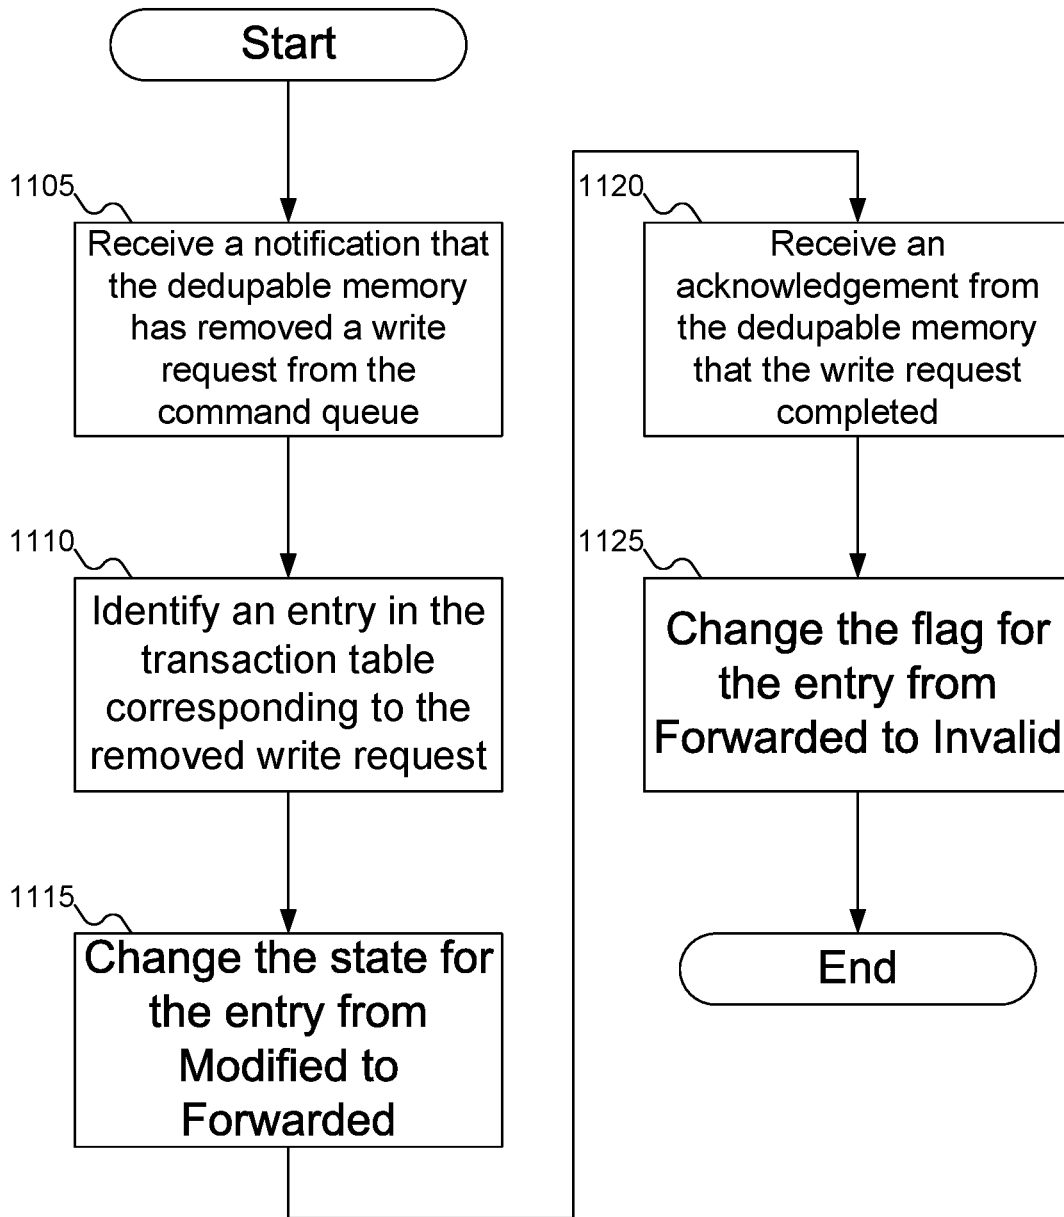 Start
1105
Receive a notification that
the dedupable memory
has removed a write
request from the
command queue
1110
Identify an entry in the
transaction table
corresponding to the
removed write request
1115
Change the state for
the entry from
Modified to
Forwarded
1120
Receive an
acknowledgement from
the dedupable memory
that the write request
completed
1125
Change the flag for
the entry from
Forwarded to Invalid
End